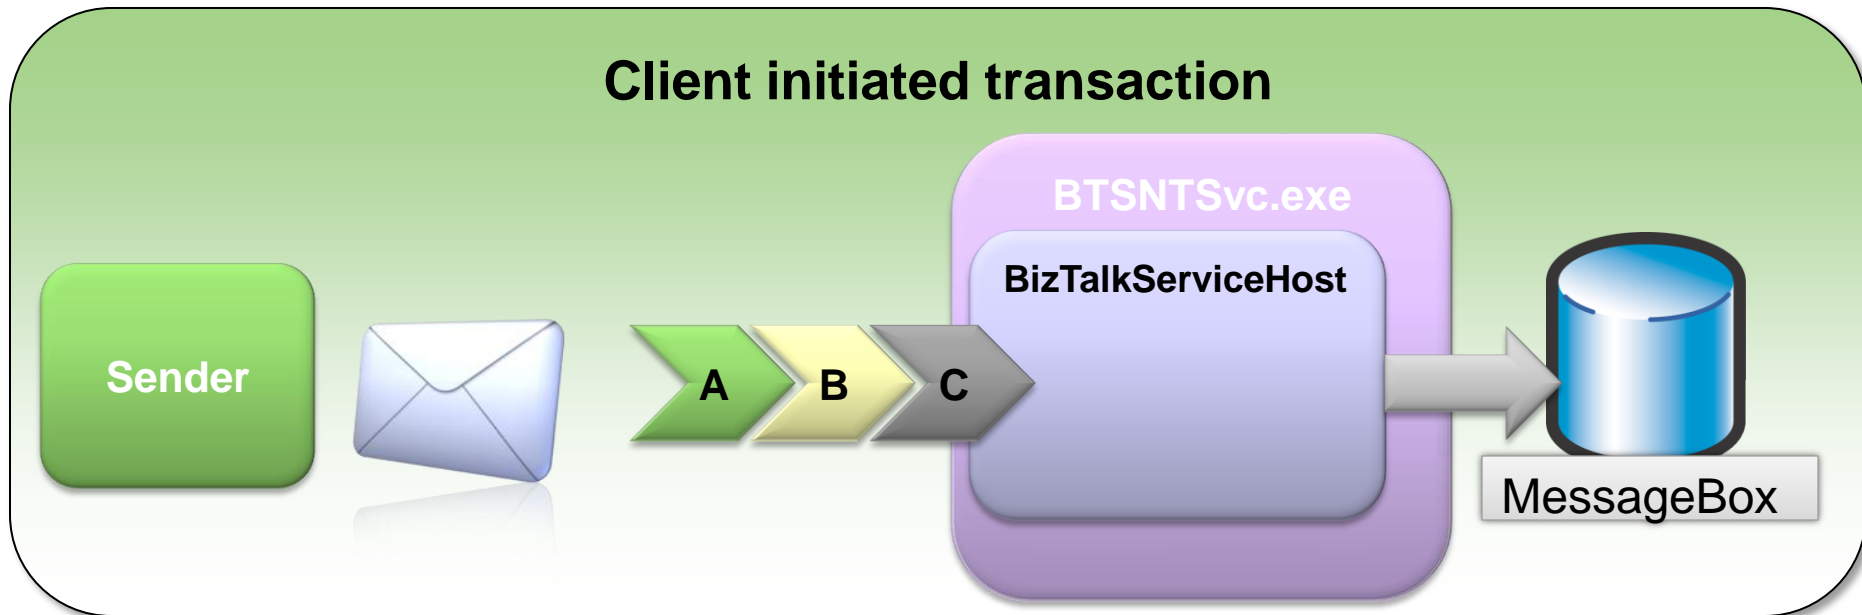 Client initiated transaction
BTSNTSvc.exe
BizTalkServiceHost
Sender
A
B
C
MessageBox